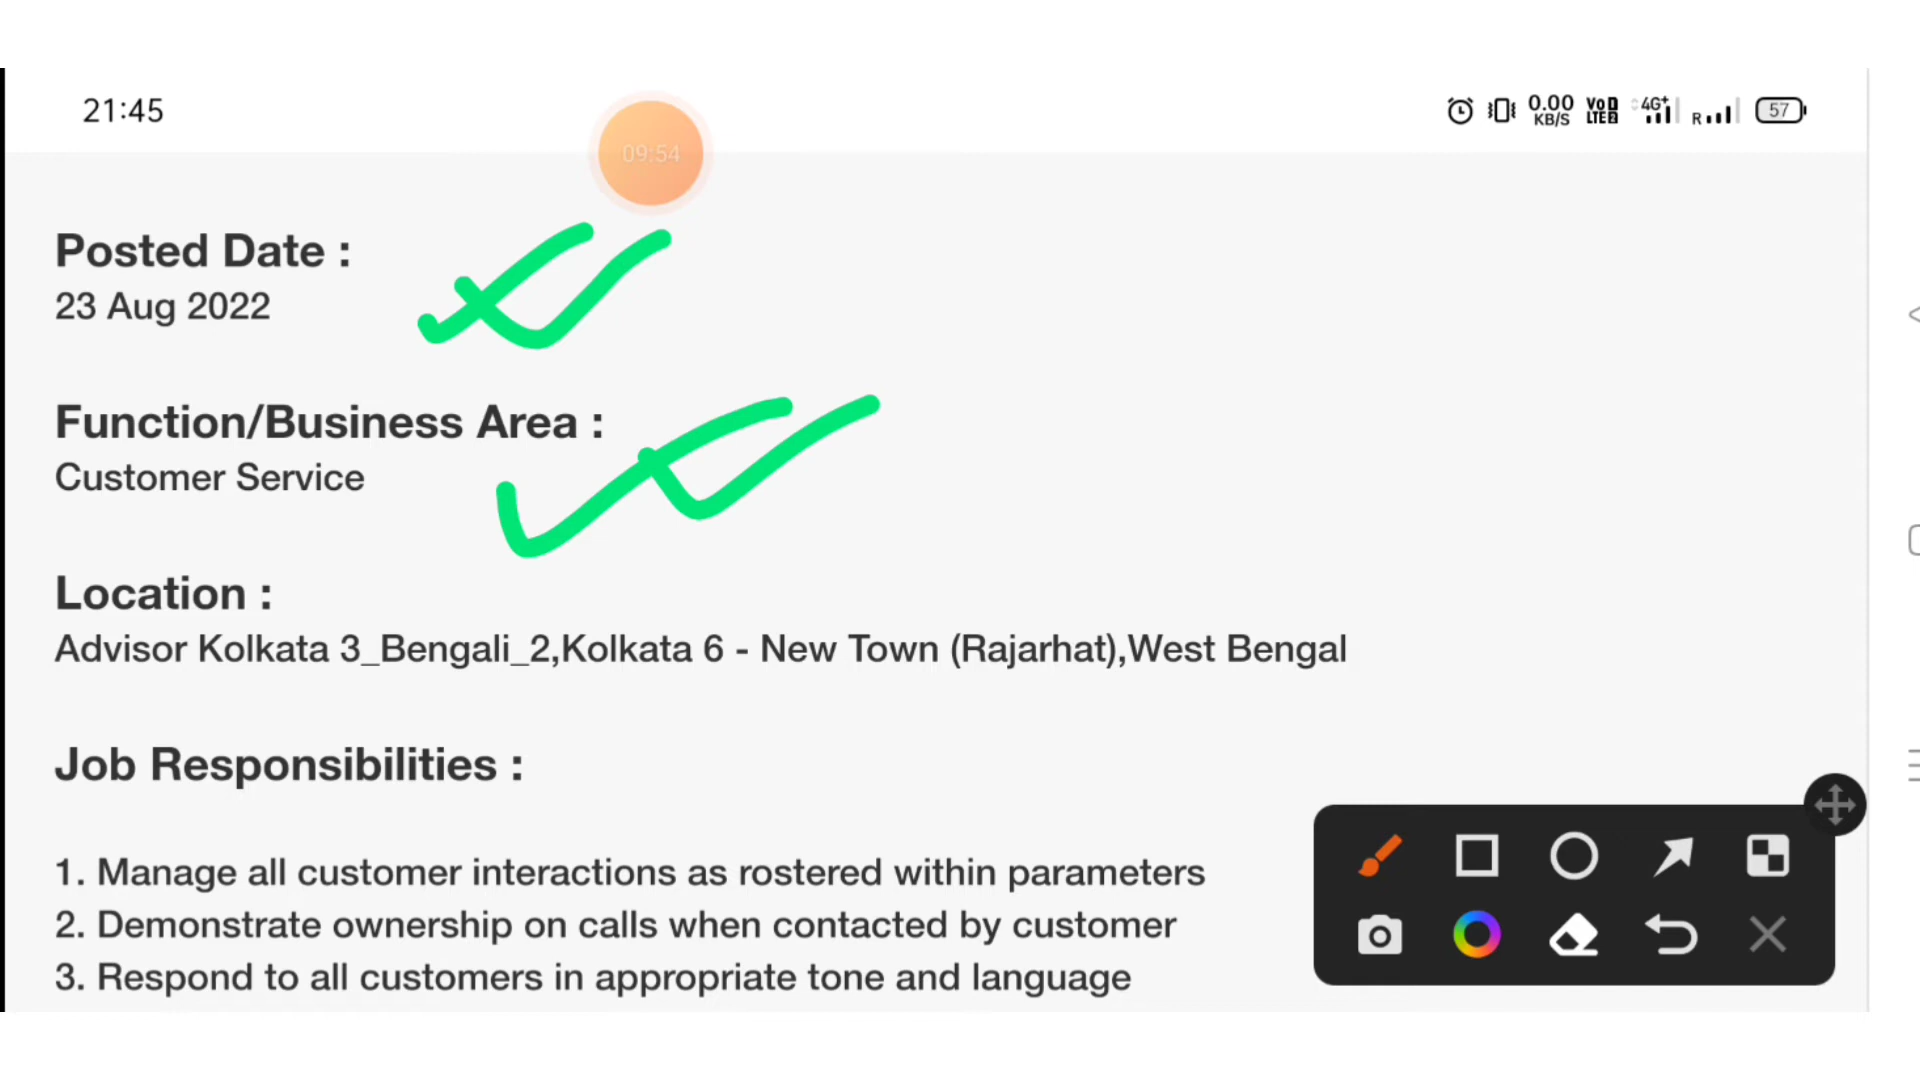 21:45
0.00
KB/S
VoD
LTE2
4G+
R
57
09:54
Posted Date :
23 Aug 2022
Function/Business Area :
Customer Service
Location :
Advisor Kolkata 3_Bengali_2,Kolkata 6 - New Town (Rajarhat),West Bengal
Job Responsibilities :
1. Manage all customer interactions as rostered within parameters
2. Demonstrate ownership on calls when contacted by customer
3. Respond to all customers in appropriate tone and language